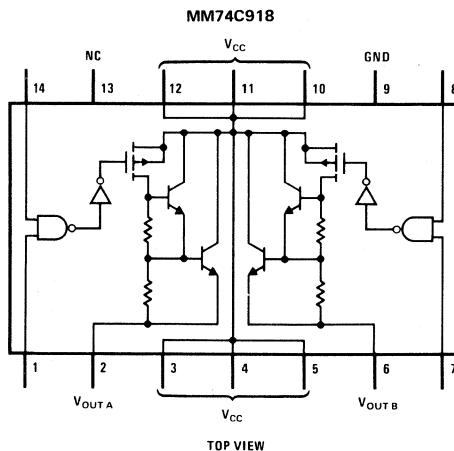 MM74C918
NC
VCC
GND
14 13 12 11 10 9 8
1 2 3 4 5 6 7
VOUT A
VCC
VOUT B
TOP VIEW